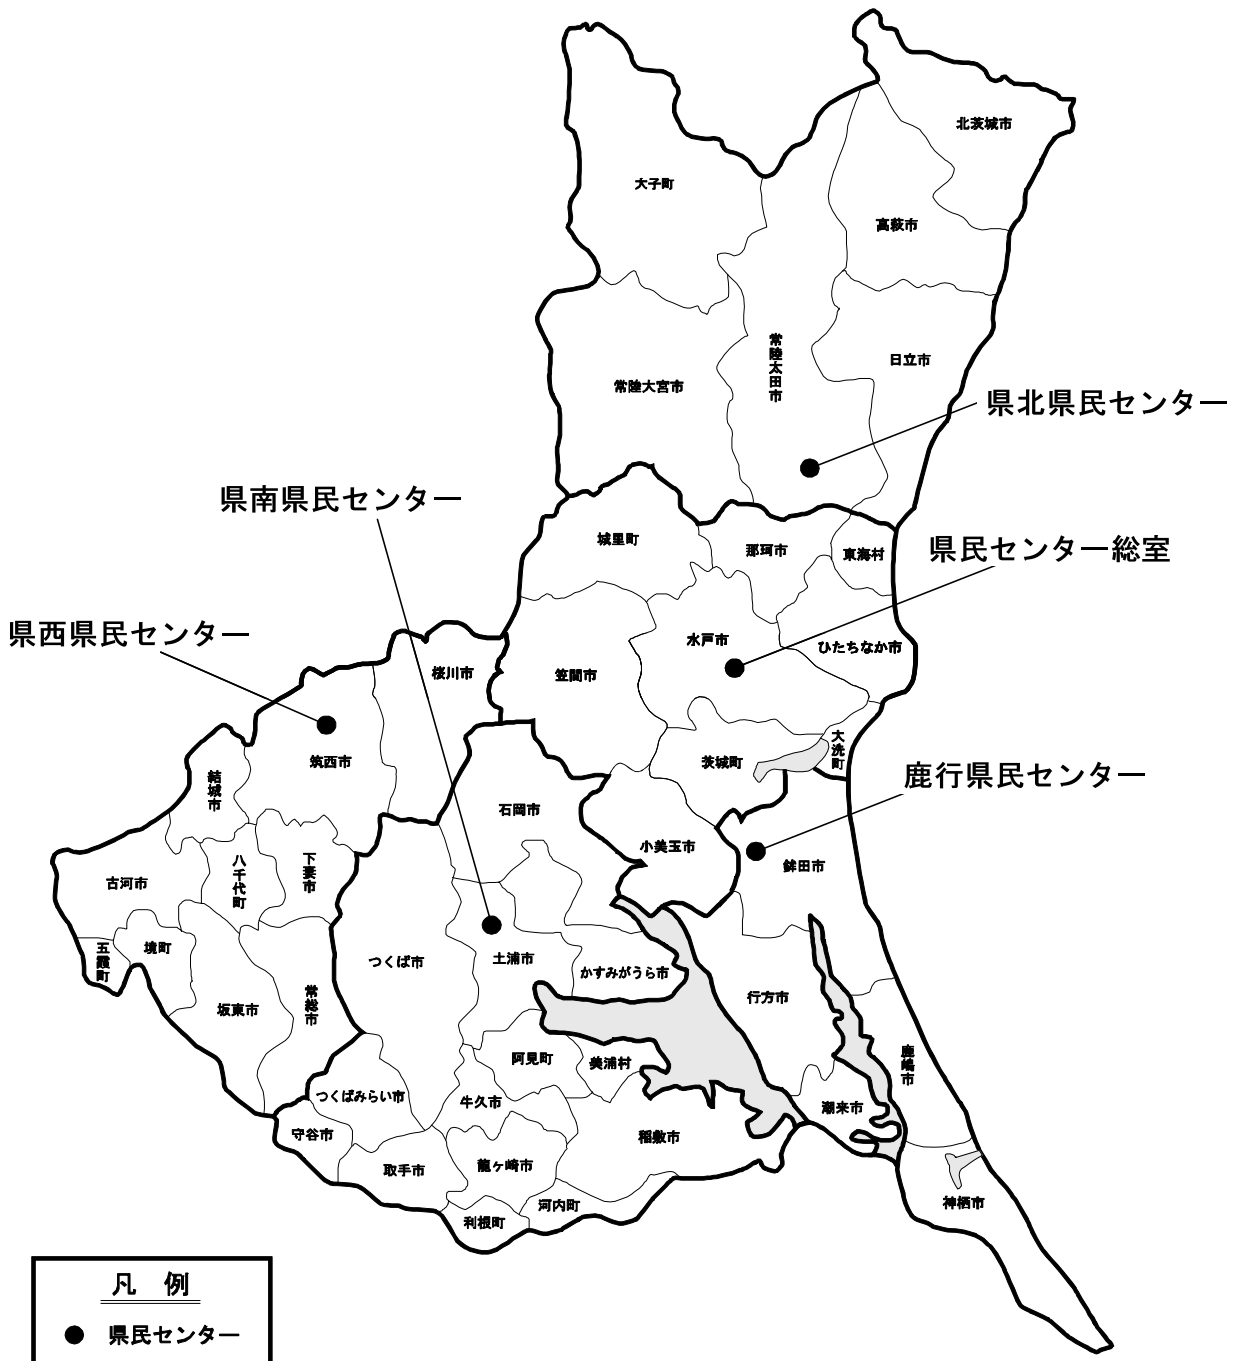 北茨城市
大子町
高萩市
常陸太田市
日立市
常陸大宮市
県北県民センター
県南県民センター
城里町
那珂市
東海村
県民センター総室
県西県民センター
水戸市
ひたちなか市
桜川市
笠間市
大洗町
筑西市
茨城町
結城市
鹿行県民センター
石岡市
小美玉市
鉾田市
古河市
八千代町
下妻市
五霞町
境町
つくば市
土浦市
かすみがうら市
行方市
坂東市
常総市
阿見町
美浦村
鹿嶋市
つくばみらい市
牛久市
潮来市
守谷市
稲敷市
取手市
龍ヶ崎市
河内町
神栖市
利根町
凡 例
● 県民センター